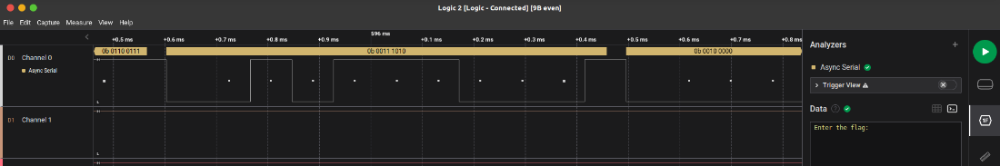 Logic 2 [Logic - Connected] [9B even]
File Edit Capture Measure View Help
596 ms
+0.5 ms +0.6 ms +0.7 ms +0.8 ms +0.9 ms +0.1 ms +0.2 ms +0.3 ms +0.4 ms +0.5 ms +0.6 ms +0.7 ms +0.8 ms
D0 Channel 0
Async Serial
0b 0110 0111 0b 0011 1010 0b 0010 0000
H
L
D1 Channel 1
H
L
Analyzers
Async Serial
Trigger View
Data
Enter the flag:
1F